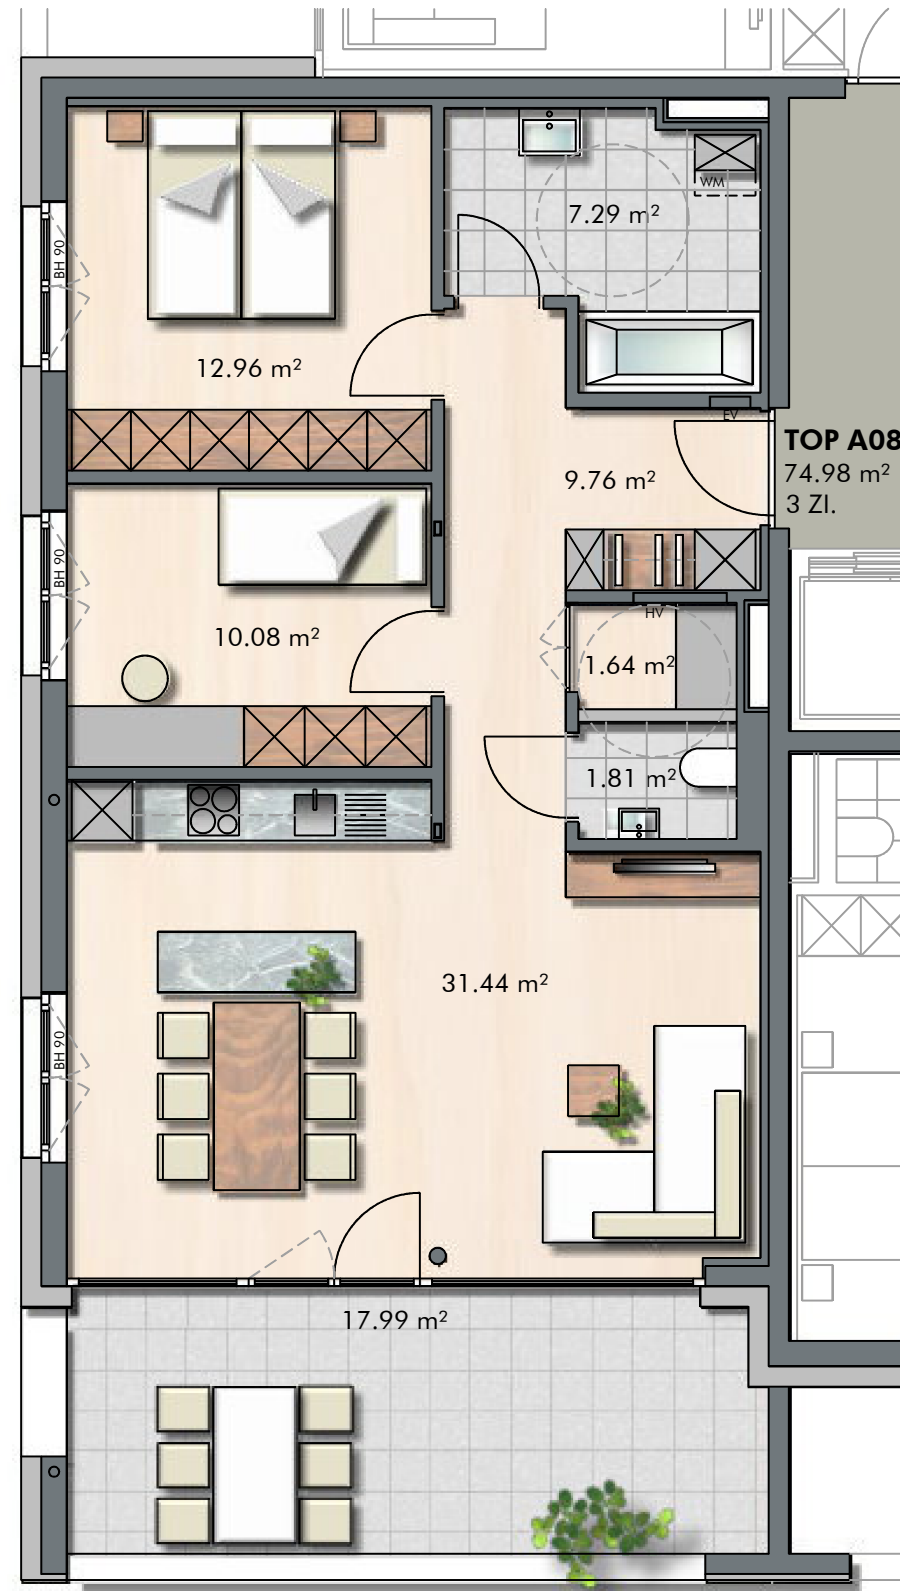 WM
7.29 m²
BH 90
12.96 m²
EV
TOP A08
74.98 m²
3 ZI.
9.76 m²
BH 90
HV
10.08 m²
1.64 m²
1.81 m²
31.44 m²
BH 90
17.99 m²